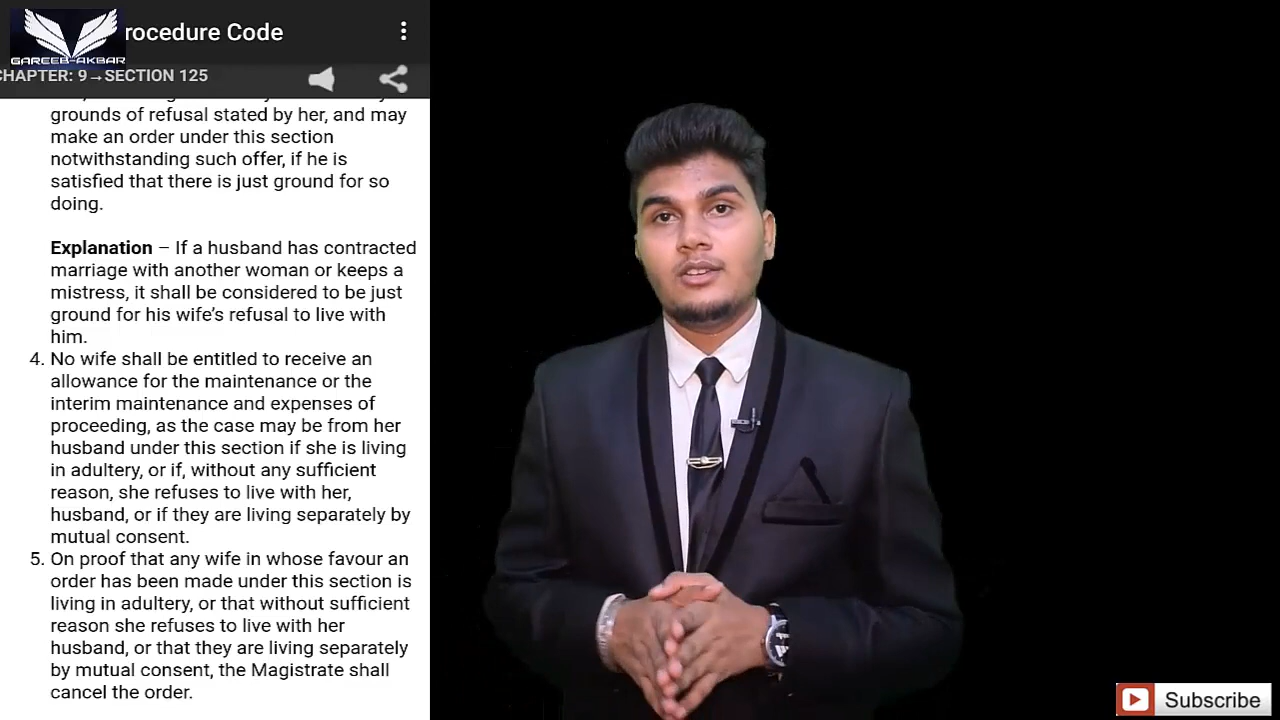 rocedure Code
GAREEB-AKBAR
CHAPTER: 9→SECTION 125
grounds of refusal stated by her, and may
make an order under this section
notwithstanding such offer, if he is
satisfied that there is just ground for so
doing.
Explanation – If a husband has contracted
marriage with another woman or keeps a
mistress, it shall be considered to be just
ground for his wife's refusal to live with
him.
4. No wife shall be entitled to receive an
allowance for the maintenance or the
interim maintenance and expenses of
proceeding, as the case may be from her
husband under this section if she is living
in adultery, or if, without any sufficient
reason, she refuses to live with her,
husband, or if they are living separately by
mutual consent.
5. On proof that any wife in whose favour an
order has been made under this section is
living in adultery, or that without sufficient
reason she refuses to live with her
husband, or that they are living separately
by mutual consent, the Magistrate shall
cancel the order.
Subscribe